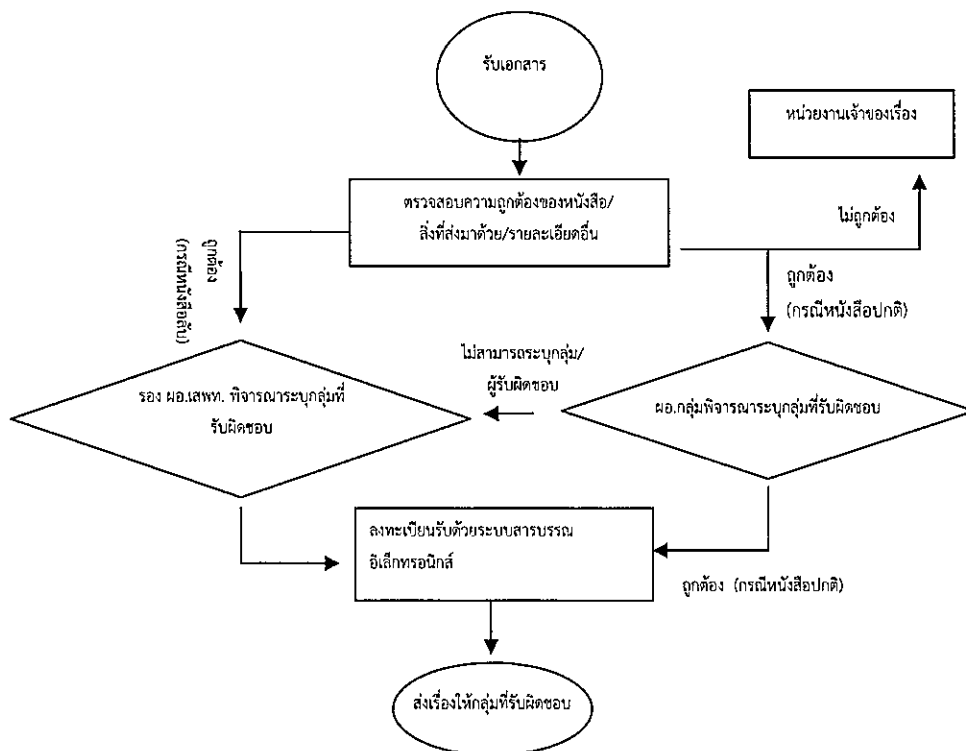 รับเอกสาร
หน่วยงานเจ้าของเรื่อง
ตรวจสอบความถูกต้องของหนังสือ/
สิ่งที่ส่งมาด้วย/รายละเอียดอื่น
ไม่ถูกต้อง
ถูกต้อง
(กรณีหนังสือลับ)
ถูกต้อง
(กรณีหนังสือปกติ)
ไม่สามารถระบุกลุ่ม/
ผู้รับผิดชอบ
รอง ผอ.เสพท. พิจารณาระบุกลุ่มที่
รับผิดชอบ
ผอ.กลุ่มพิจารณาระบุกลุ่มที่รับผิดชอบ
ลงทะเบียนรับด้วยระบบสารบรรณ
อิเล็กทรอนิกส์
ถูกต้อง (กรณีหนังสือปกติ)
ส่งเรื่องให้กลุ่มที่รับผิดชอบ